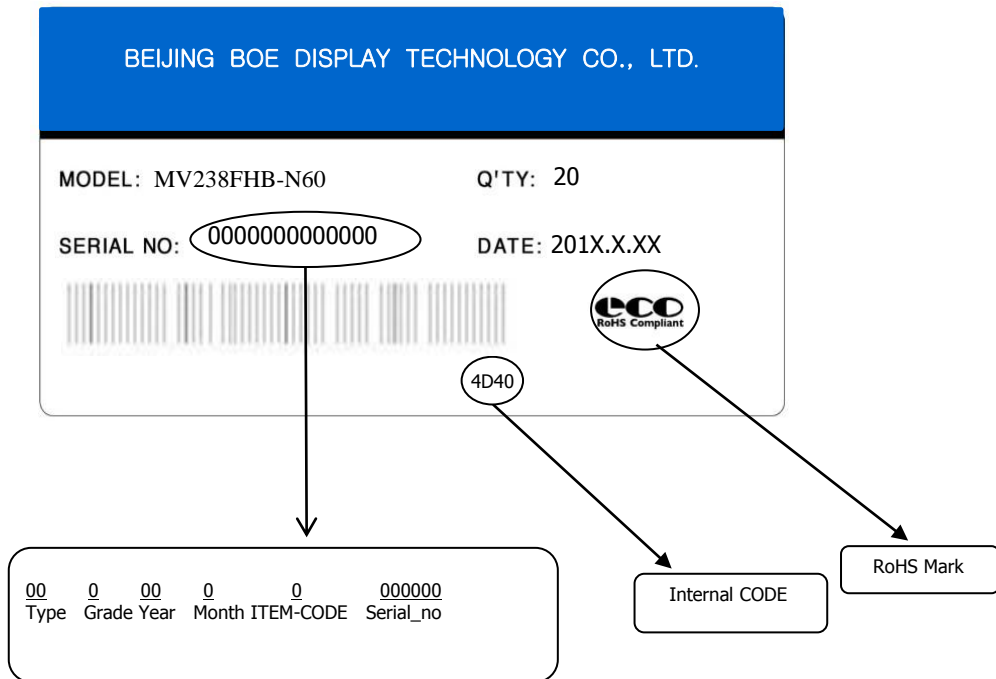 BEIJING BOE DISPLAY TECHNOLOGY CO., LTD.
MODEL: MV238FHB-N60 Q'TY: 20
SERIAL NO: 0000000000000 DATE: 201X.X.XX
eco
RoHS Compliant
4D40
00 0 00 0 0 000000
Type Grade Year Month ITEM-CODE Serial_no
Internal CODE
RoHS Mark